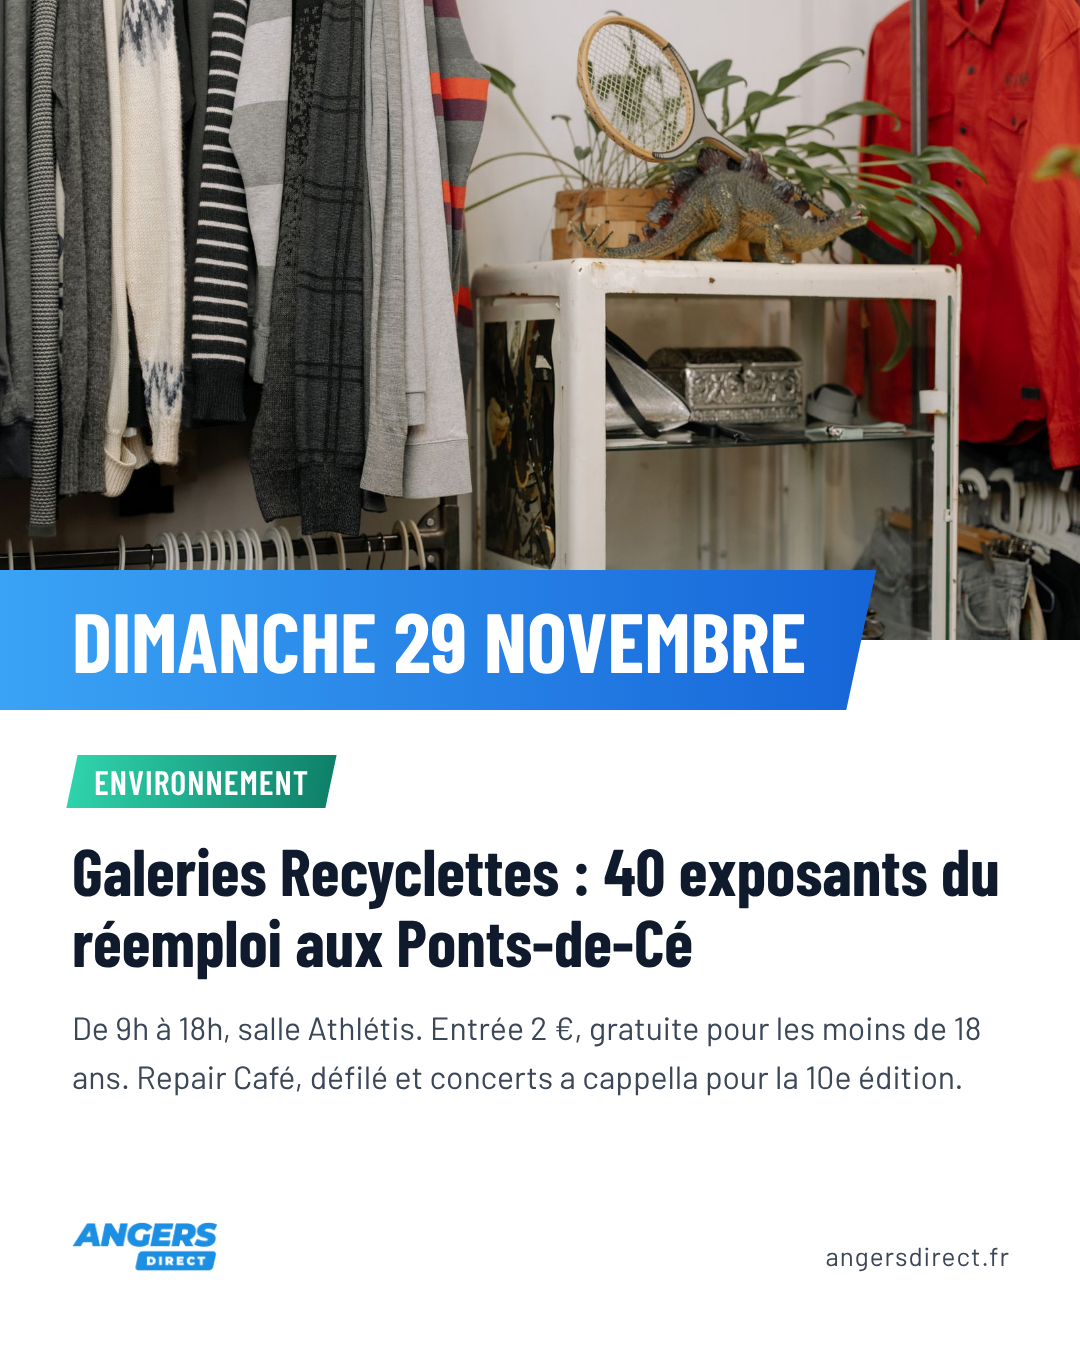 DIMANCHE 29 NOVEMBRE
ENVIRONNEMENT
Galeries Recyclettes : 40 exposants du
réemploi aux Ponts-de-Cé
De 9h à 18h, salle Athlétis. Entrée 2 €, gratuite pour les moins de 18
ans. Repair Café, défilé et concerts a cappella pour la 10e édition.
ANGERS
DIRECT
angersdirect.fr